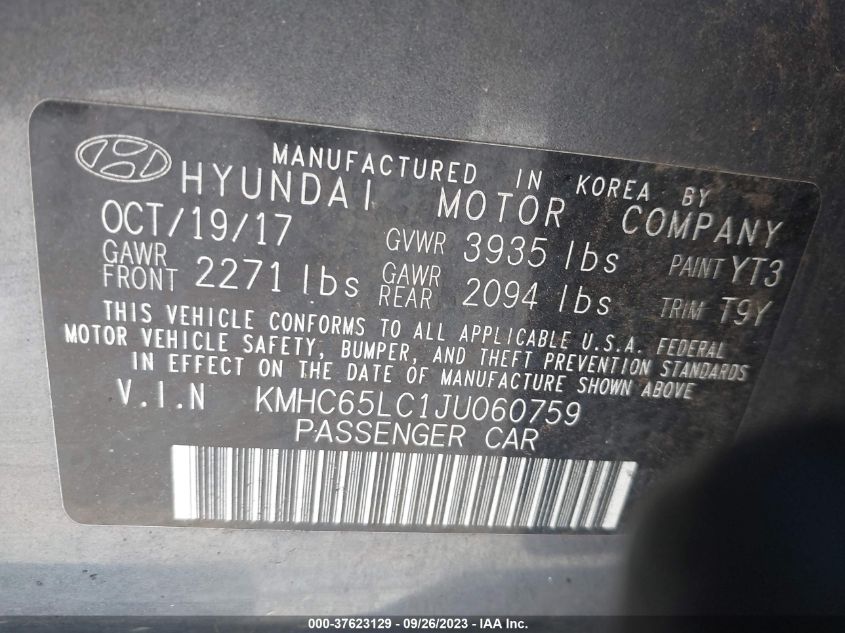 MANUFACTURED IN KOREA BY
HYUNDAI MOTOR COMPANY
OCT/19/17 GVWR 3935 lbs PAINT YT3
GAWR FRONT 2271 lbs GAWR REAR 2094 lbs TRIM T9Y
THIS VEHICLE CONFORMS TO ALL APPLICABLE U.S.A. FEDERAL
MOTOR VEHICLE SAFETY, BUMPER, AND THEFT PREVENTION STANDARDS
IN EFFECT ON THE DATE OF MANUFACTURE SHOWN ABOVE
V.I.N KMHC65LC1JU060759
PASSENGER CAR
000-37623129 - 09/26/2023 - IAA Inc.